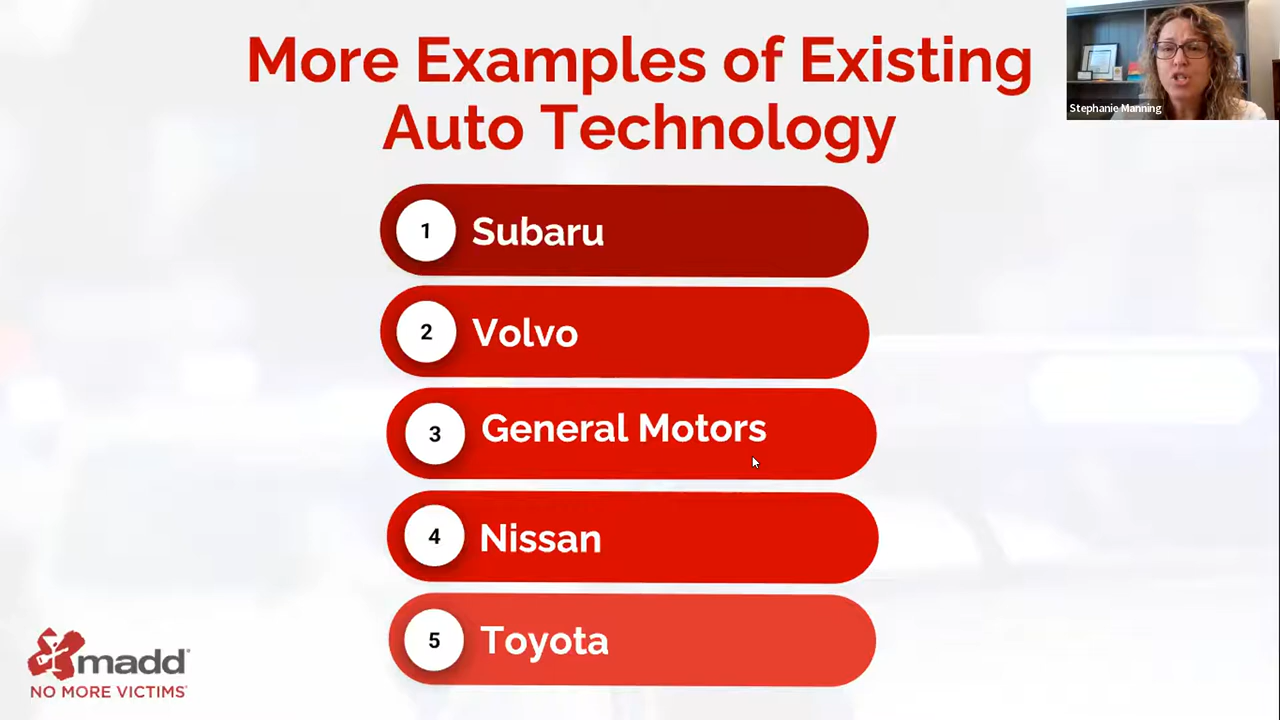 More Examples of Existing
Auto Technology
Stephanie Manning
1 Subaru
2 Volvo
3 General Motors
4 Nissan
5 Toyota
madd®
NO MORE VICTIMS®